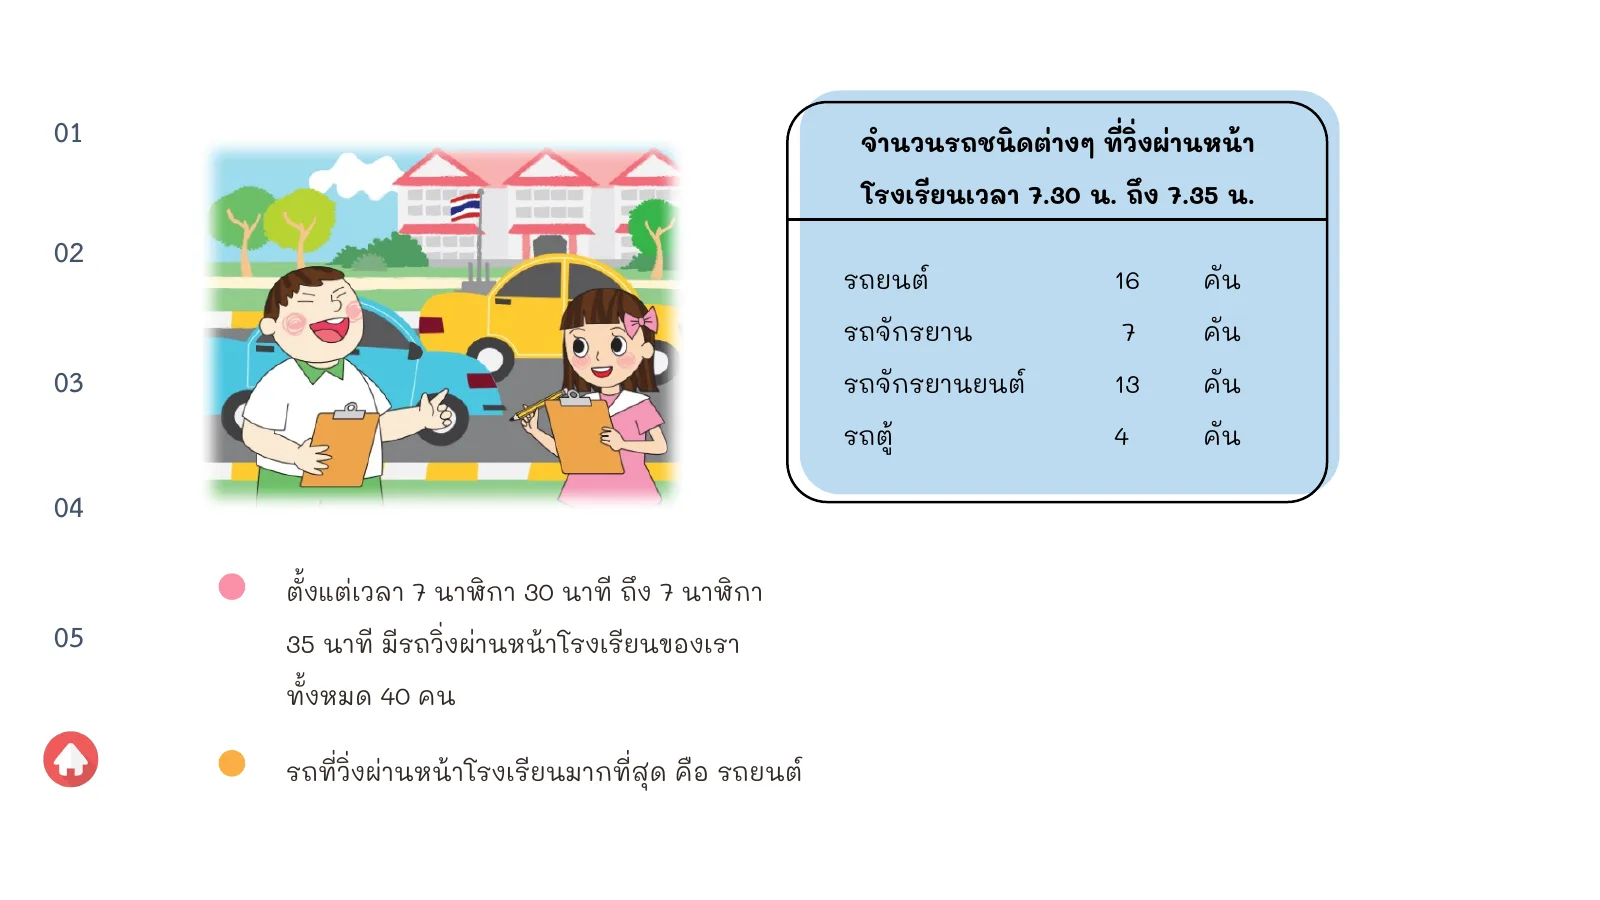 01
02
03
04
05
จำนวนรถชนิดต่างๆ ที่วิ่งผ่านหน้า
โรงเรียนเวลา 7.30 น. ถึง 7.35 น.
รถยนต์ 16 คัน
รถจักรยาน 7 คัน
รถจักรยานยนต์ 13 คัน
รถตู้ 4 คัน
ตั้งแต่เวลา 7 นาฬิกา 30 นาที ถึง 7 นาฬิกา
35 นาที มีรถวิ่งผ่านหน้าโรงเรียนของเรา
ทั้งหมด 40 คน
รถที่วิ่งผ่านหน้าโรงเรียนมากที่สุด คือ รถยนต์